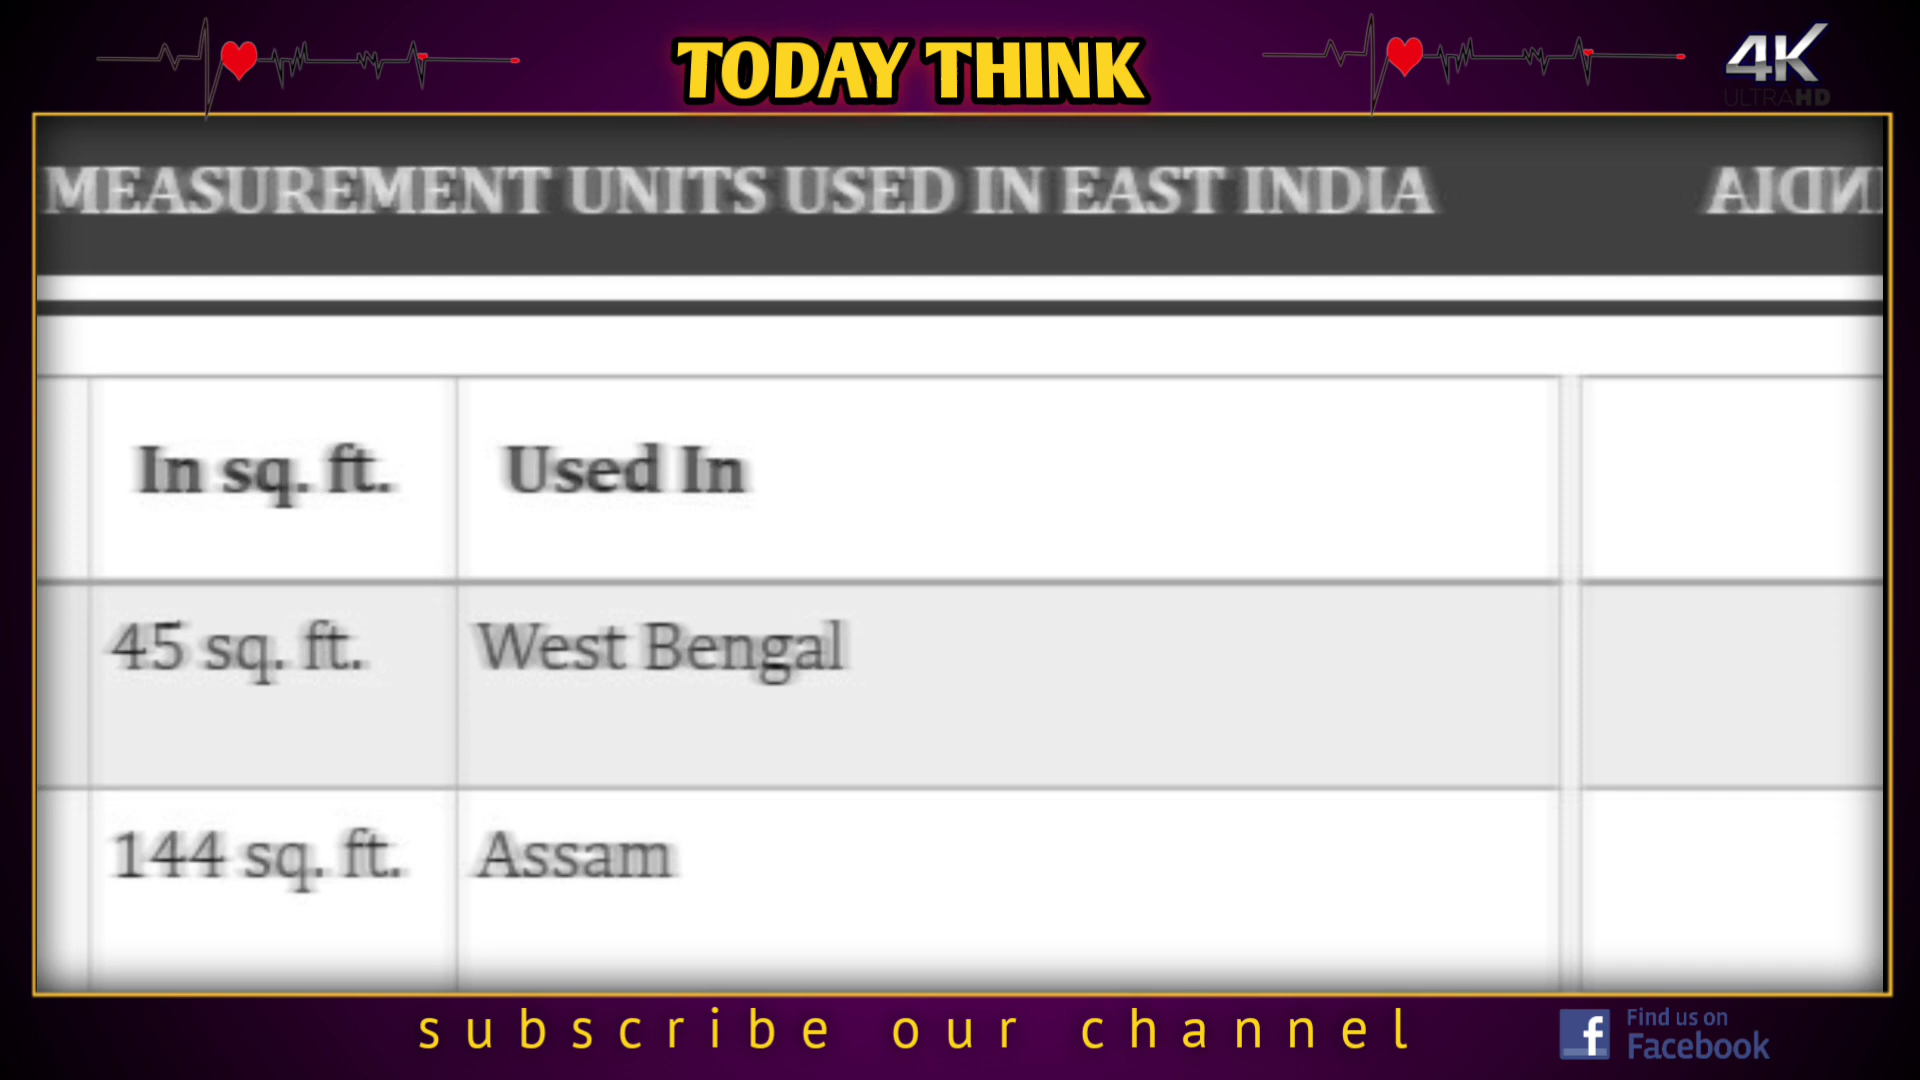 TODAY THINK
4K
ULTRAHD
MEASUREMENT UNITS USED IN EAST INDIA
INDIA
In sq. ft. Used In
45 sq. ft. West Bengal
144 sq. ft. Assam
subscribe our channel
f Find us on
Facebook